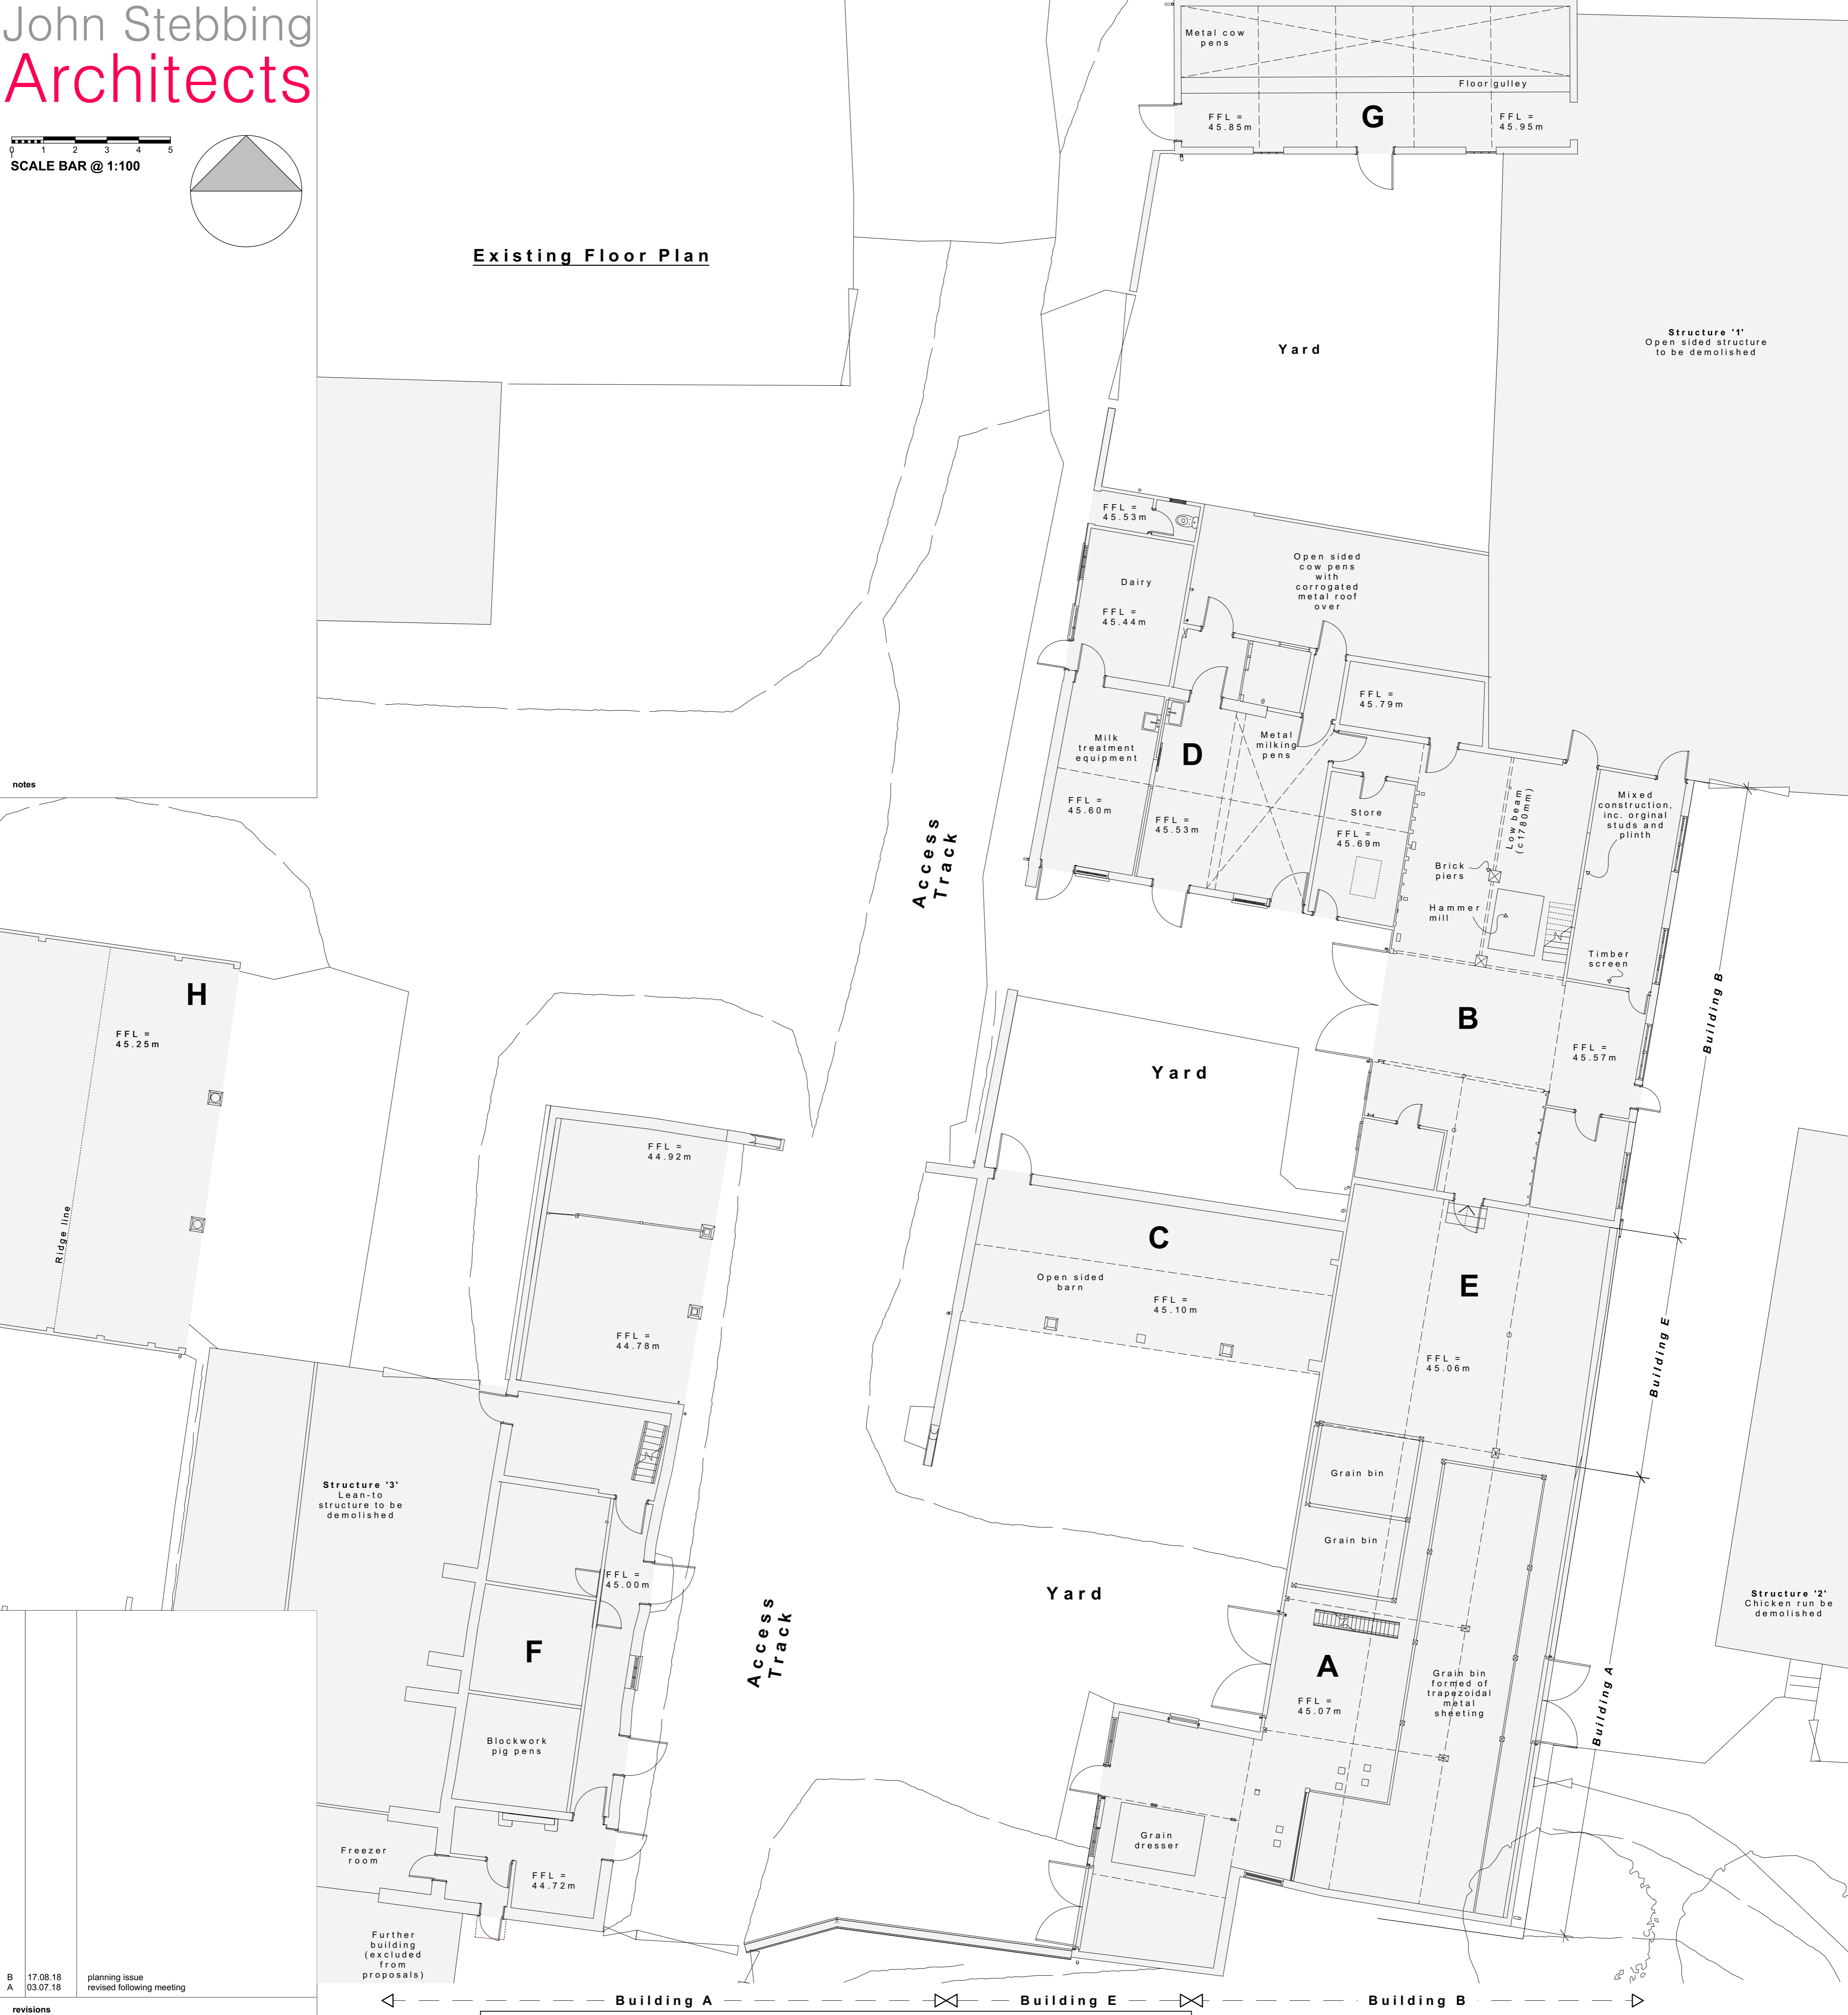 John Stebbing
Architects
0 1 2 3 4 5
SCALE BAR @ 1:100
notes
Existing Floor Plan
Metal cow
pens
Floor gulley
FFL =
45.85m
G
FFL =
45.95m
Yard
Structure '1'
Open sided structure
to be demolished
FFL =
45.53m
Dairy
FFL =
45.44m
Open sided
cow pens
with
corrogated
metal roof
over
FFL =
45.79m
Milk
treatment
equipment
D
Metal
milking
pens
FFL =
45.60m
FFL =
45.53m
Store
FFL =
45.69m
Low beam
(c1780mm)
Mixed
construction,
inc. orginal
studs and
plinth
Brick
piers
Hammer
mill
Timber
screen
Access
Track
B
FFL =
45.57m
Building B
H
FFL =
45.25m
Ridge line
Yard
FFL =
44.92m
C
Open sided
barn
FFL =
45.10m
E
FFL =
45.06m
Building E
FFL =
44.78m
Structure '3'
Lean-to
structure to be
demolished
Grain bin
Grain bin
FFL =
45.00m
Yard
Access
Track
Structure '2'
Chicken run be
demolished
F
A
FFL =
45.07m
Grain bin
formed of
trapezoidal
metal
sheeting
Building A
Blockwork
pig pens
Grain
dresser
Freezer
room
FFL =
44.72m
Further
building
(excluded
from
proposals)
B 17.08.18 planning issue
A 03.07.18 revised following meeting
revisions
Building A
Building E
Building B